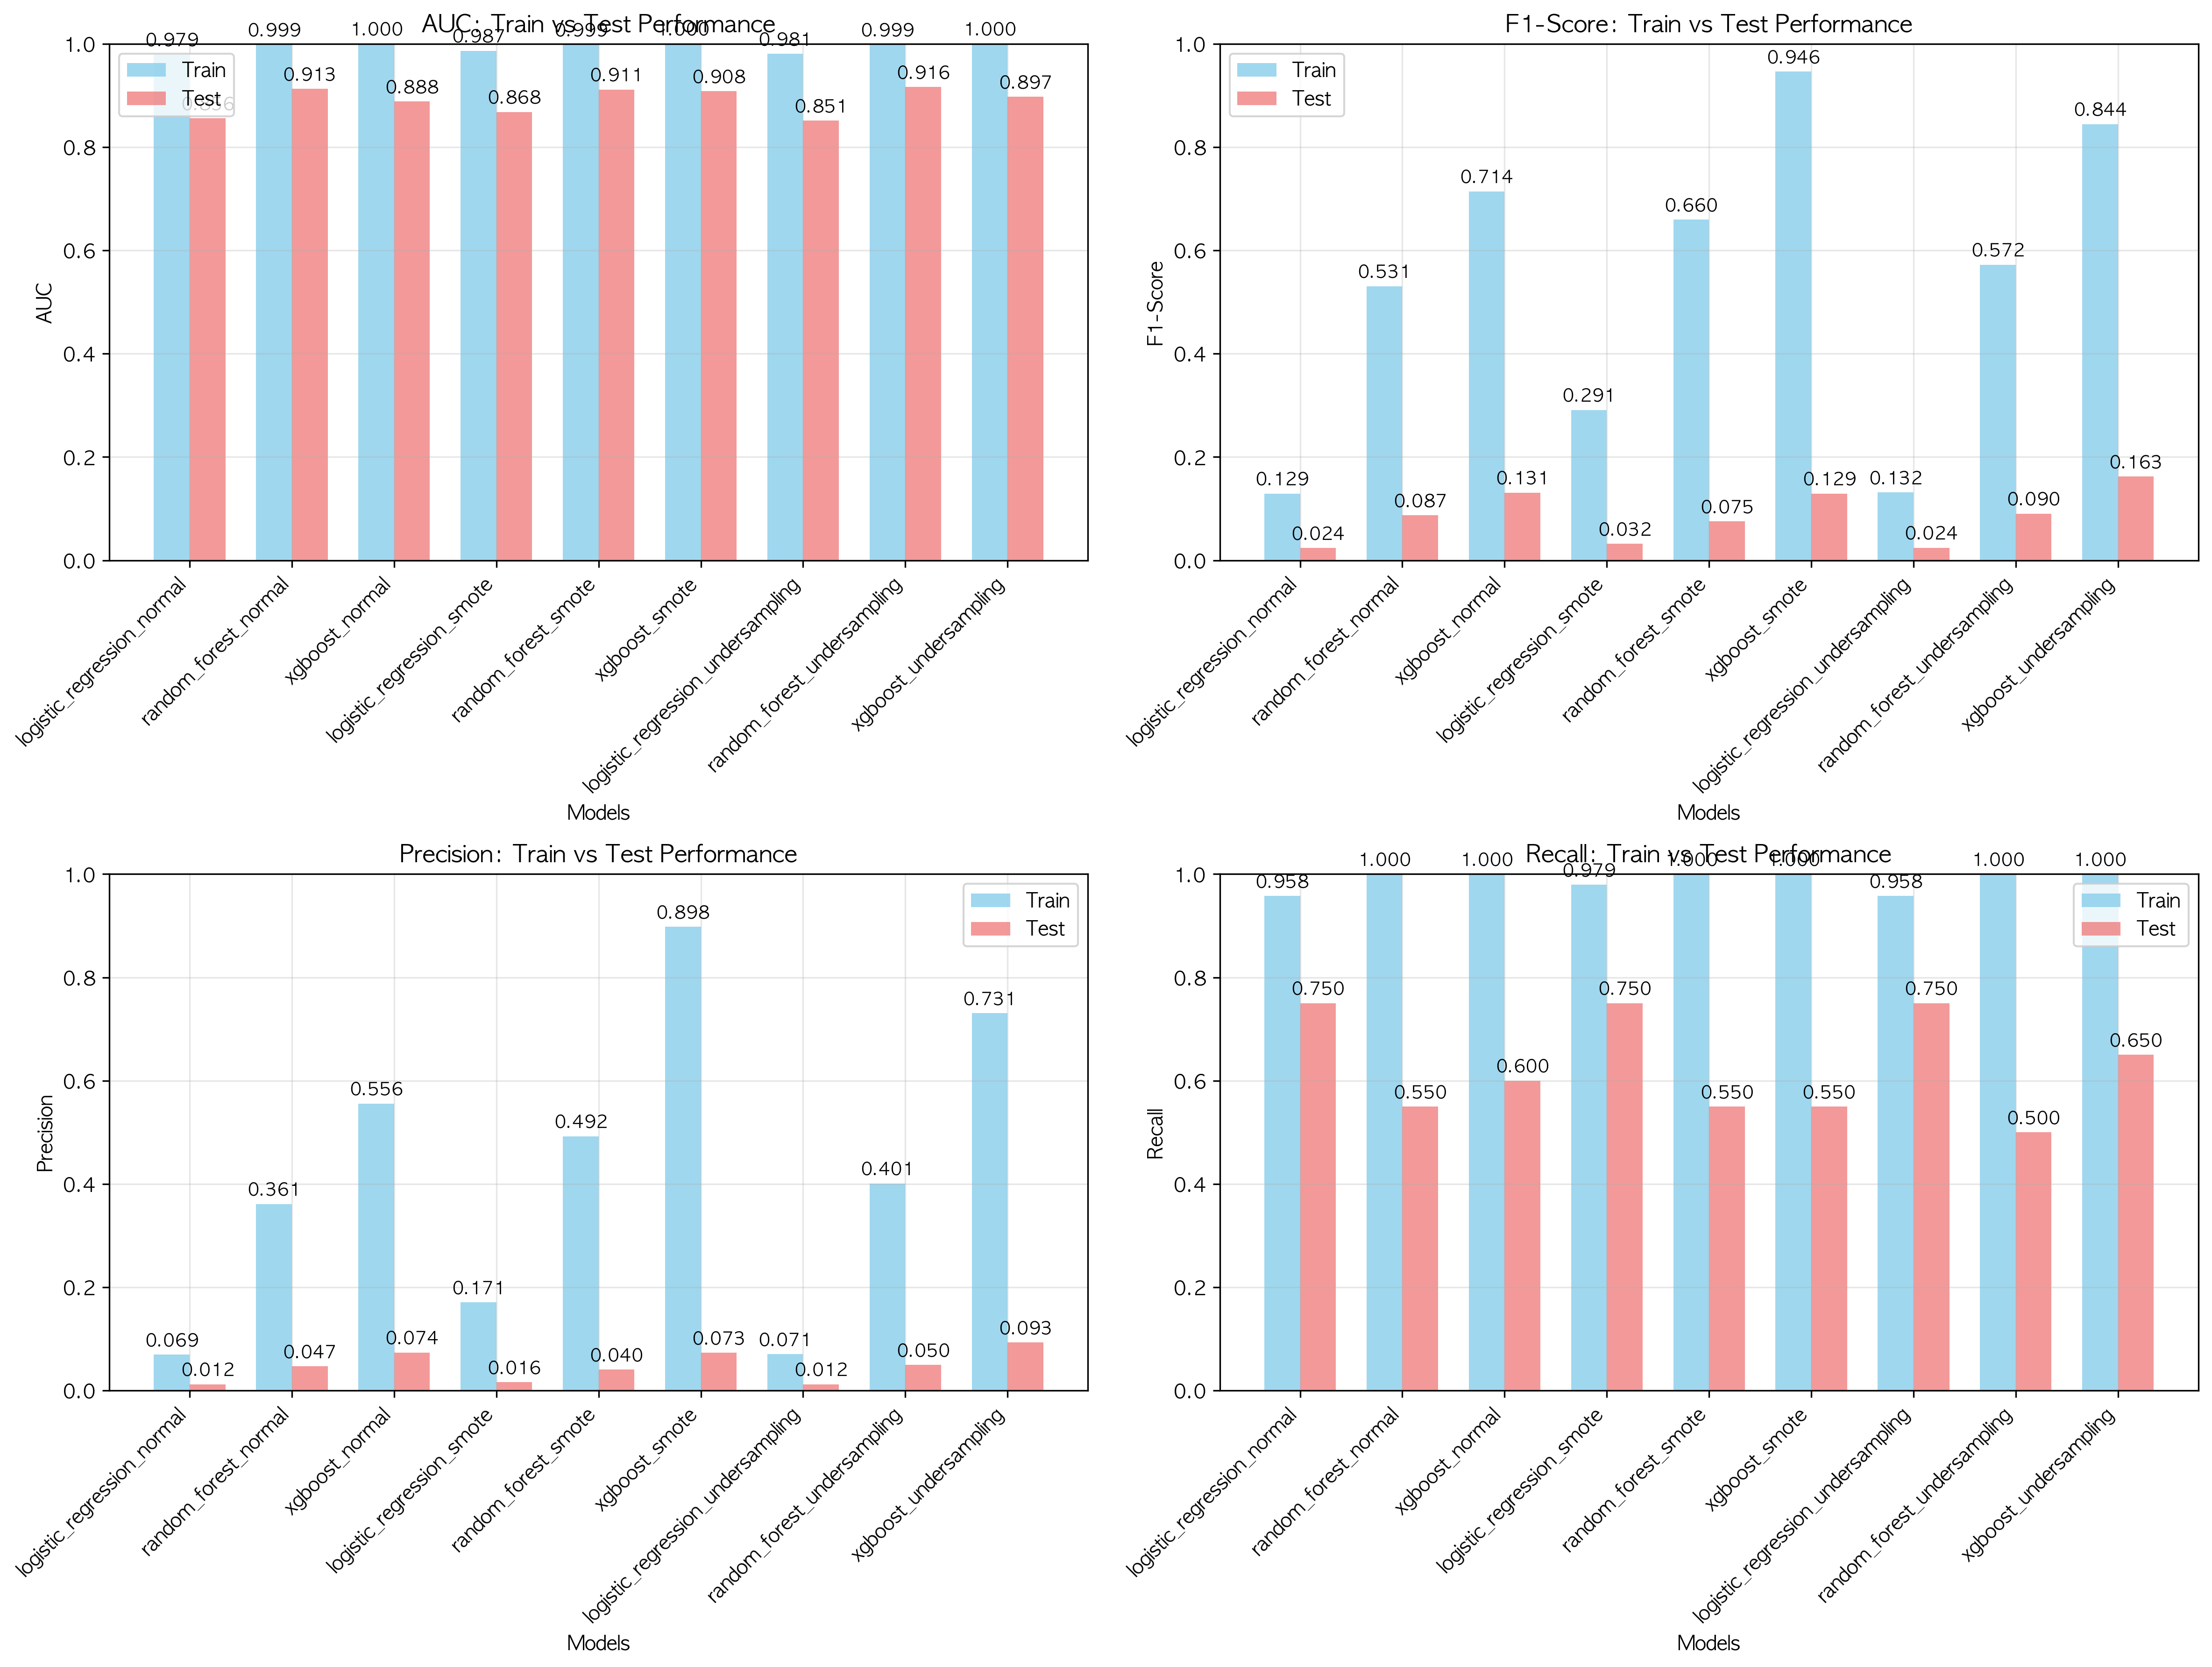 AUC: Train vs Test Performance
0.979 0.999 1.000 0.987 0.999 1.000 0.981 0.999 1.000
Train
Test
0.856 0.913 0.888 0.868 0.911 0.908 0.851 0.916 0.897
1.0
0.8
0.6
0.4
0.2
0.0
AUC
logistic_regression_normal
random_forest_normal
xgboost_normal
logistic_regression_smote
random_forest_smote
xgboost_smote
logistic_regression_undersampling
random_forest_undersampling
xgboost_undersampling
Models
F1-Score: Train vs Test Performance
Train
Test
0.129 0.531 0.714 0.291 0.660 0.946 0.132 0.572 0.844
0.024 0.087 0.131 0.032 0.075 0.129 0.024 0.090 0.163
1.0
0.8
0.6
0.4
0.2
0.0
F1-Score
logistic_regression_normal
random_forest_normal
xgboost_normal
logistic_regression_smote
random_forest_smote
xgboost_smote
logistic_regression_undersampling
random_forest_undersampling
xgboost_undersampling
Models
Precision: Train vs Test Performance
Train
Test
0.069 0.361 0.556 0.171 0.492 0.898 0.071 0.401 0.731
0.012 0.047 0.074 0.016 0.040 0.073 0.012 0.050 0.093
1.0
0.8
0.6
0.4
0.2
0.0
Precision
logistic_regression_normal
random_forest_normal
xgboost_normal
logistic_regression_smote
random_forest_smote
xgboost_smote
logistic_regression_undersampling
random_forest_undersampling
xgboost_undersampling
Models
Recall: Train vs Test Performance
0.958 1.000 1.000 0.979 1.000 1.000 0.958 1.000 1.000
Train
Test
0.750 0.550 0.600 0.750 0.550 0.550 0.750 0.500 0.650
1.0
0.8
0.6
0.4
0.2
0.0
Recall
logistic_regression_normal
random_forest_normal
xgboost_normal
logistic_regression_smote
random_forest_smote
xgboost_smote
logistic_regression_undersampling
random_forest_undersampling
xgboost_undersampling
Models